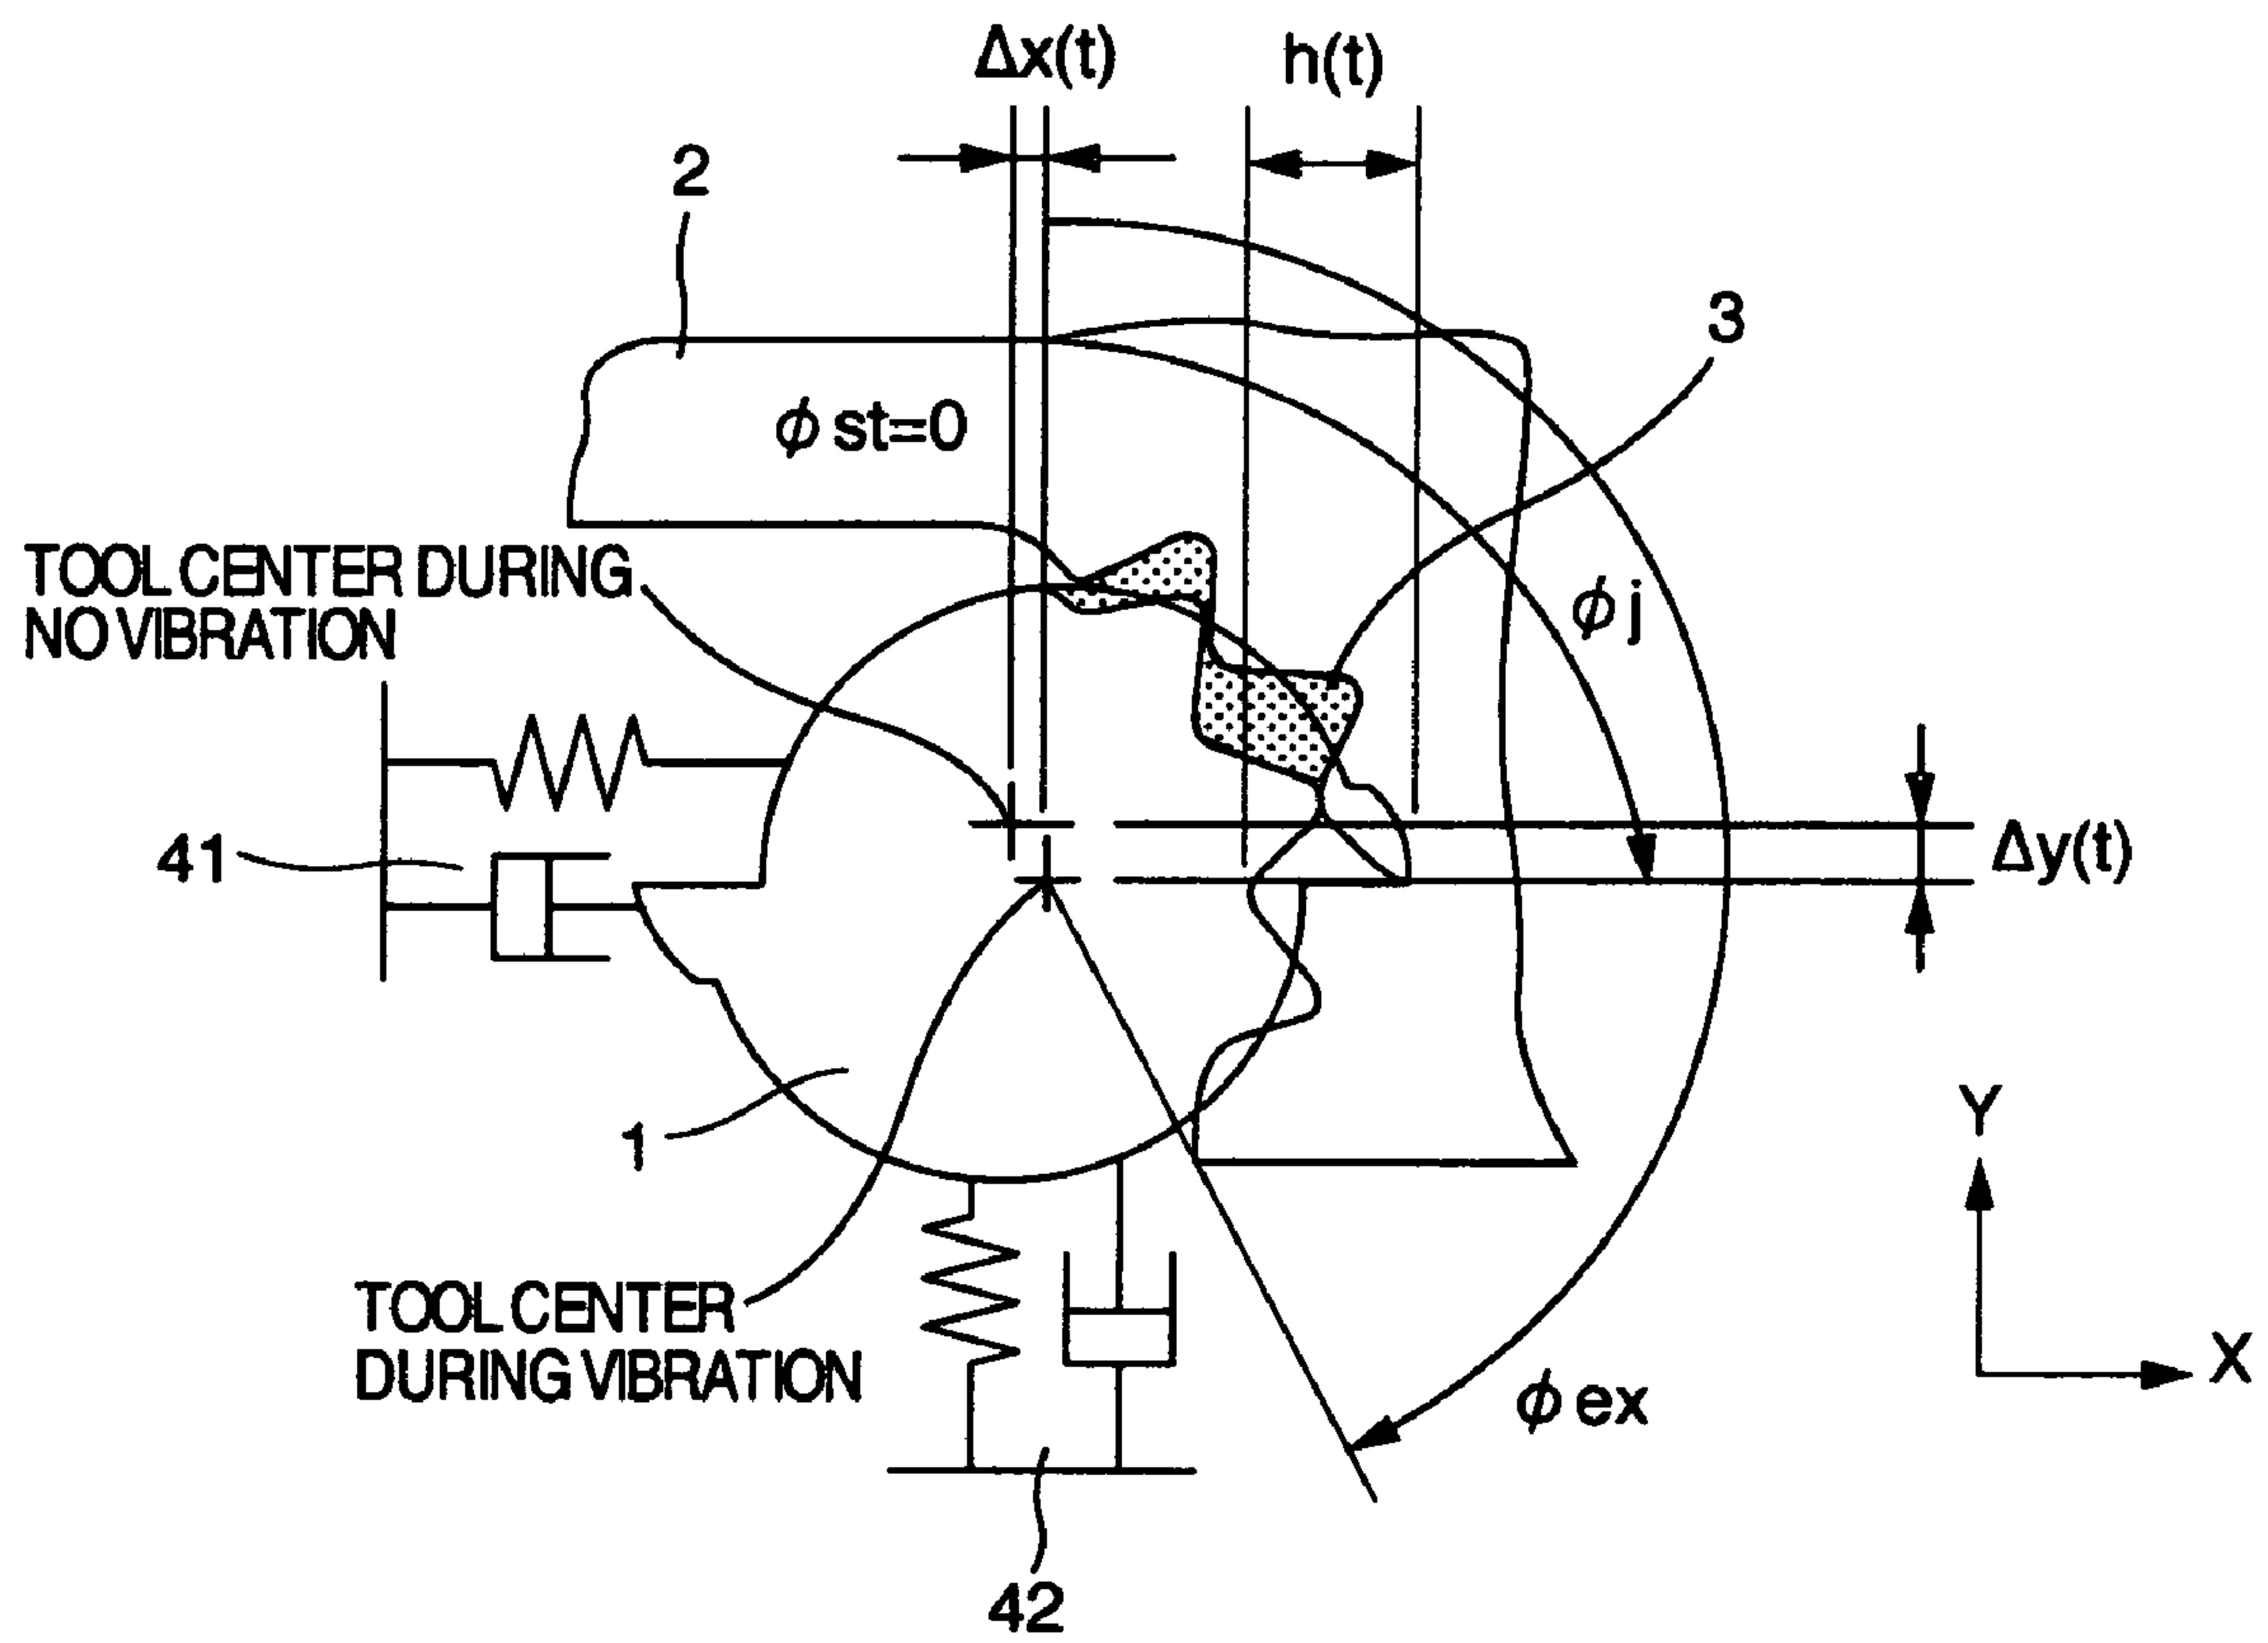 Δx(t)
h(t)
2
3
ϕ st=0
TOOL CENTER DURING
NO VIBRATION
ϕ j
41
Δy(t)
1
Y
TOOL CENTER
DURING VIBRATION
X
ϕ ex
42